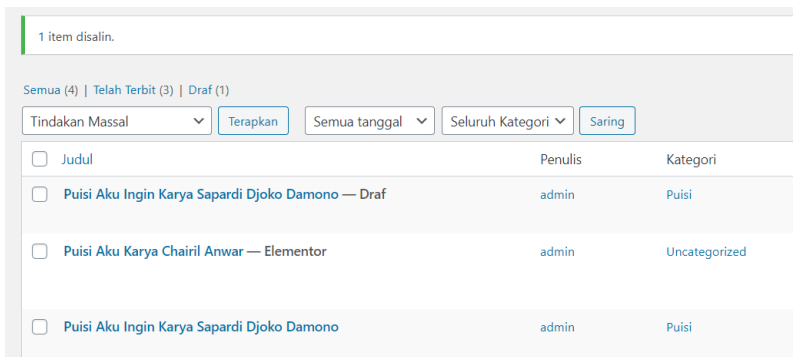 1 item disalin.
Semua (4) | Telah Terbit (3) | Draf (1)
Tindakan Massal Terapkan Semua tanggal Seluruh Kategori Saring
Judul Penulis Kategori
Puisi Aku Ingin Karya Sapardi Djoko Damono — Draf admin Puisi
Puisi Aku Karya Chairil Anwar — Elementor admin Uncategorized
Puisi Aku Ingin Karya Sapardi Djoko Damono admin Puisi